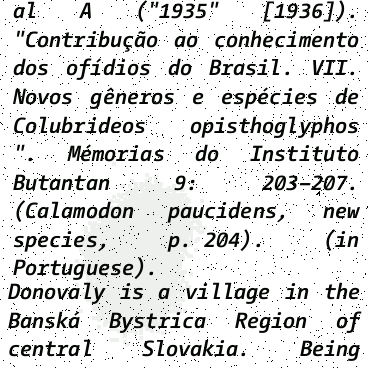 al A ("1935" [1936]).
"Contribução ao conhecimento
dos ofídios do Brasil. VII.
Novos gêneros e espécies de
Colubrideos opisthoglyphos
". Mémorias do Instituto
Butantan 9: 203–207.
(Calamodon paucidens, new
species, p. 204). (in
Portuguese).
Donovaly is a village in the
Banská Bystrica Region of
central Slovakia. Being